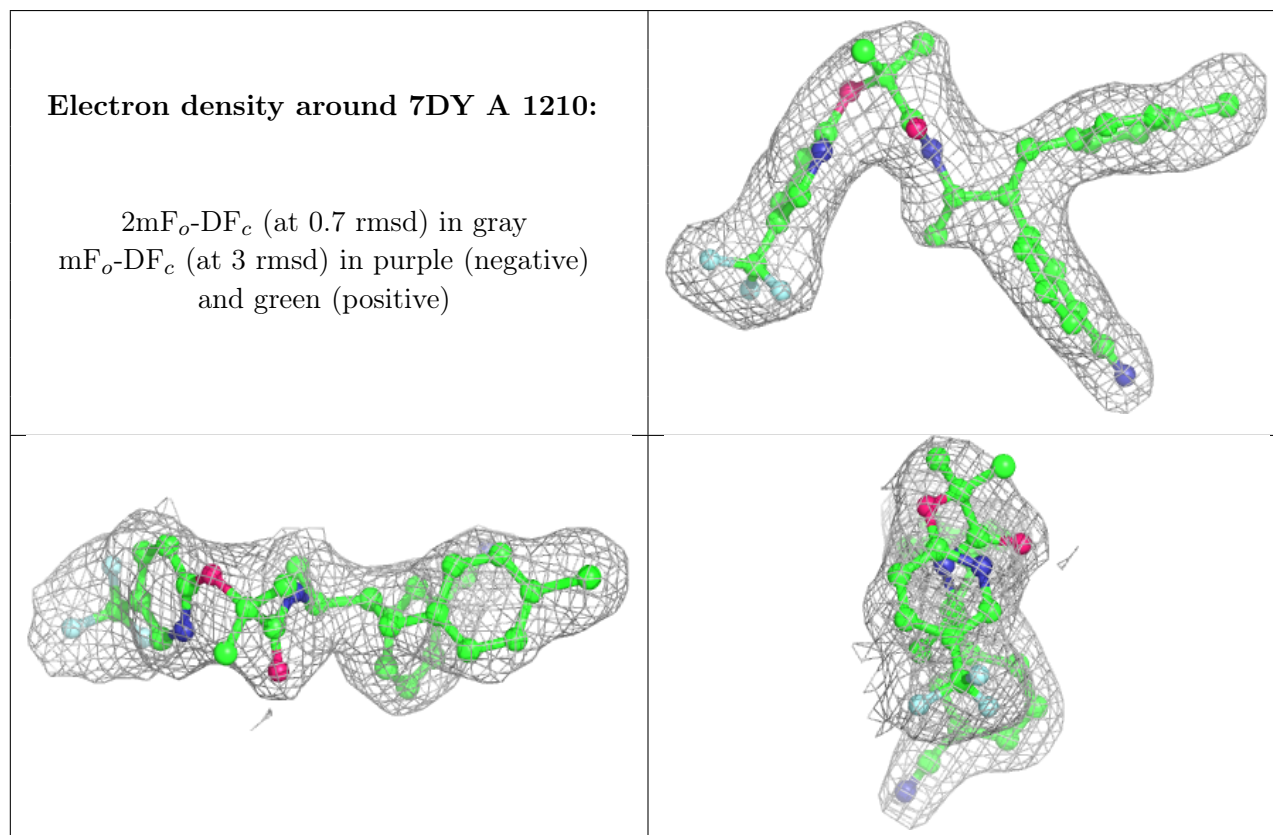 Electron density around 7DY A 1210:
2mFo-DFc (at 0.7 rmsd) in gray
mFo-DFc (at 3 rmsd) in purple (negative)
and green (positive)